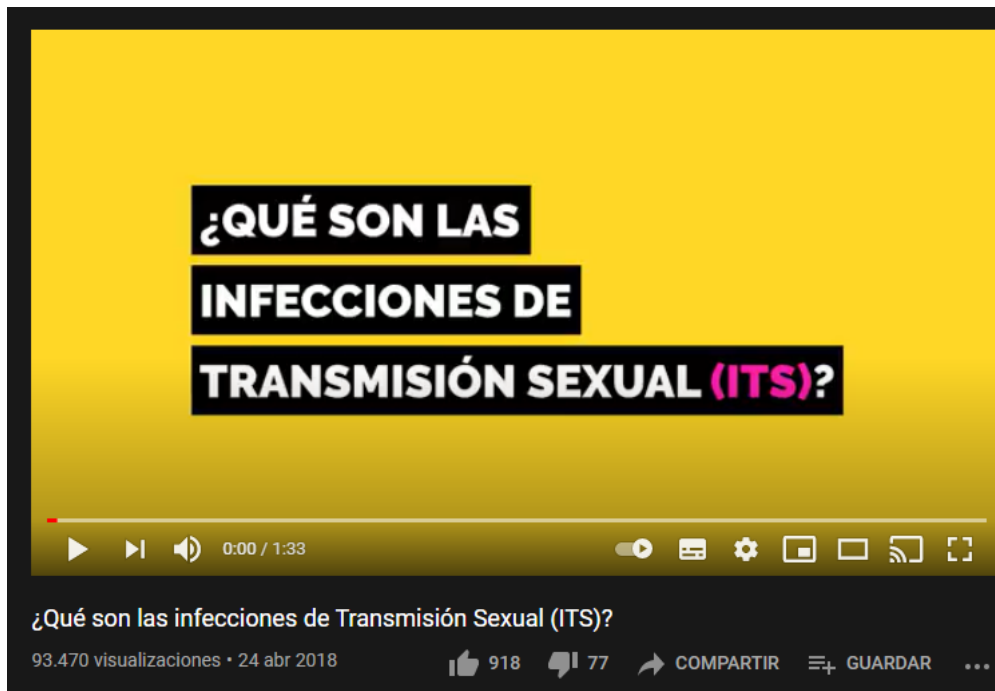 ¿QUÉ SON LAS
INFECCIONES DE
TRANSMISIÓN SEXUAL (ITS)?
0:00 / 1:33
¿Qué son las infecciones de Transmisión Sexual (ITS)?
93.470 visualizaciones • 24 abr 2018 918 77 COMPARTIR GUARDAR